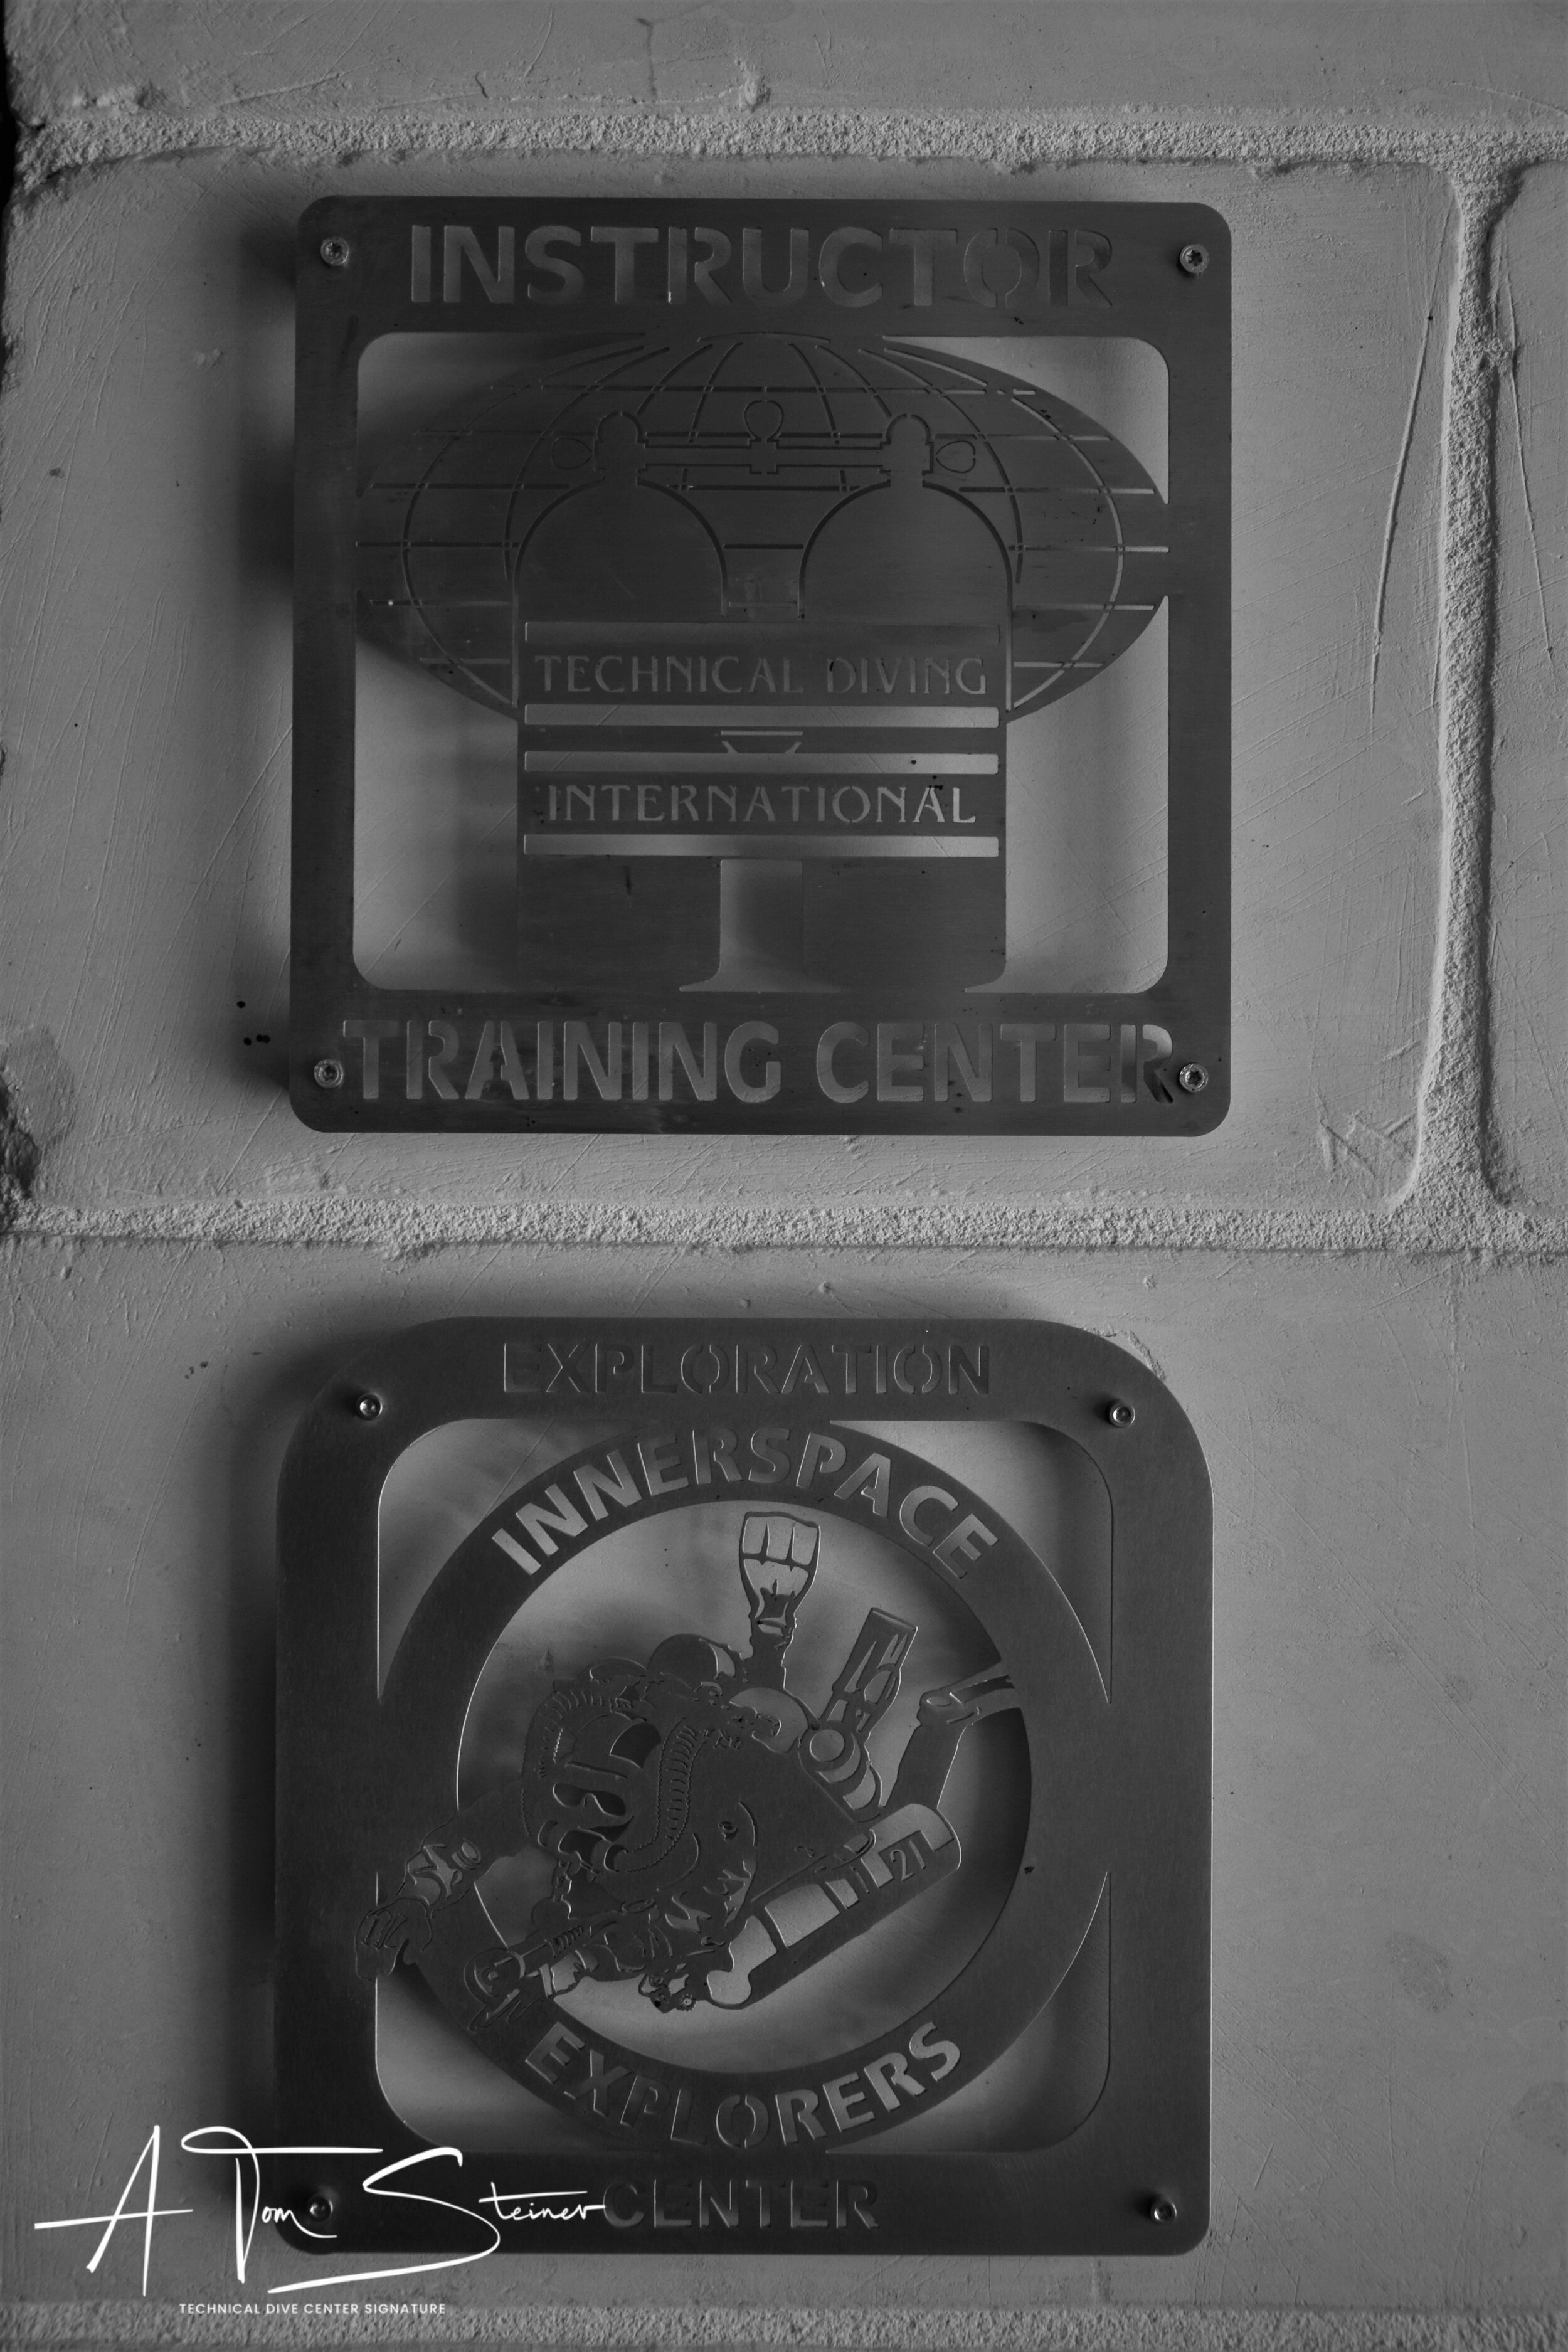 INSTRUCTOR
TECHNICAL DIVING
INTERNATIONAL
TRAINING CENTER
EXPLORATION
INNERSPACE
21
EXPLORERS
CENTER
A Tom Steiner
TECHNICAL DIVE CENTER SIGNATURE